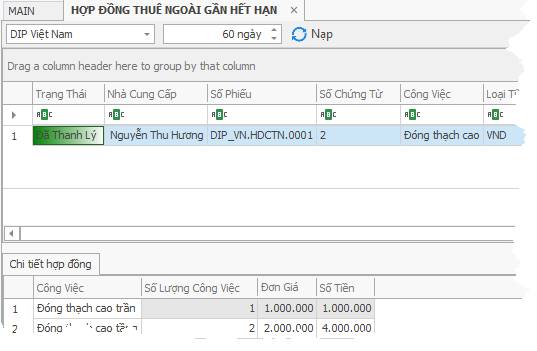 MAIN HỢP ĐỒNG THUÊ NGOÀI GẦN HẾT HẠN ×
DIP Việt Nam 60 ngày Nạp
Drag a column header here to group by that column
Trạng Thái Nhà Cung Cấp Số Phiếu Số Chứng Từ Công Việc Loại
1 Đã Thanh Lý Nguyễn Thu Hương DIP_VN.HDCTN.0001 2 Đóng thạch cao VND
Chi tiết hợp đồng
Công Việc Số Lượng Công Việc Đơn Giá Số Tiền
1 Đóng thạch cao trần 1 1.000.000 1.000.000
2 Đóng thạch cao 2 2.000.000 4.000.000